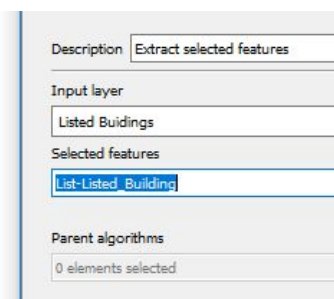 Description Extract selected features
Input layer
Listed Buidings
Selected features
List-Listed_Building
Parent algorithms
0 elements selected